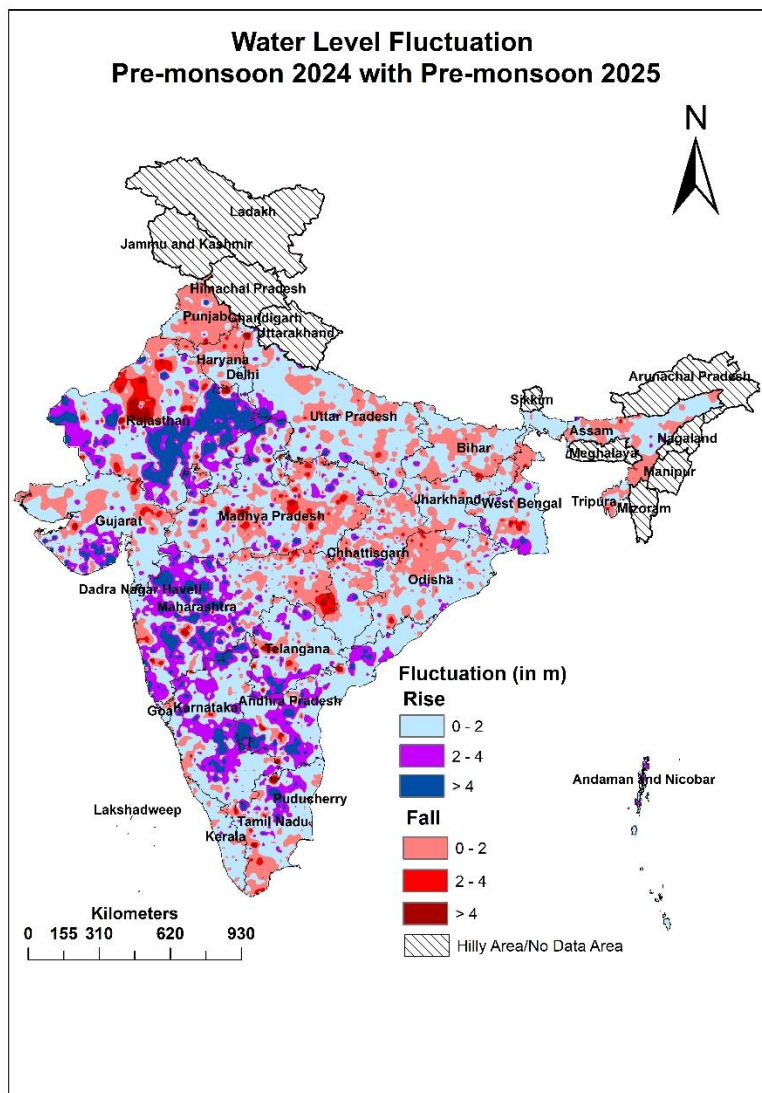 Water Level Fluctuation
Pre-monsoon 2024 with Pre-monsoon 2025
N
Ladakh
Jammu and Kashmir
Himachal Pradesh
Punjab
Chandigarh
Uttarakhand
Haryana
Delhi
Arunachal Pradesh
Sikkim
Rajasthan
Uttar Pradesh
Assam
Nagaland
Bihar
Meghalaya
Manipur
Gujarat
Madhya Pradesh
Jharkhand
West Bengal
Tripura
Mizoram
Chhattisgarh
Odisha
Dadra Nagar Haveli
Maharashtra
Telangana
Fluctuation (in m)
Rise
Goa
Karnataka
Andhra Pradesh
0 - 2
2 - 4
> 4
Andaman and Nicobar
Puducherry
Lakshadweep
Tamil Nadu
Kerala
Fall
0 - 2
2 - 4
> 4
Hilly Area/No Data Area
Kilometers
0 155 310 620 930